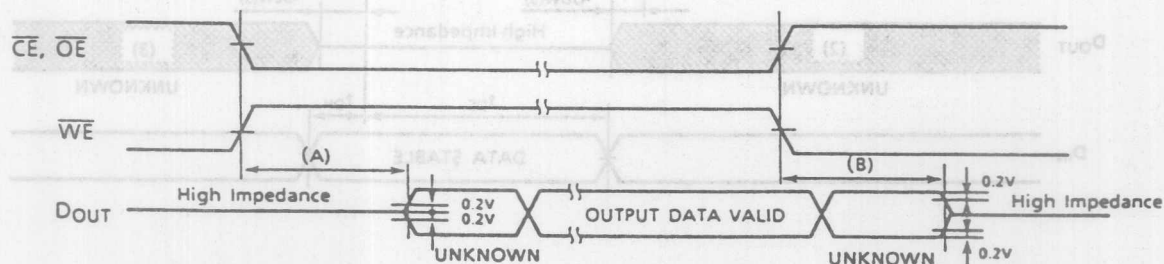 CE, OE
WE
(A)
(B)
High Impedance
0.2V
High Impedance
DOUT
0.2V
0.2V
OUTPUT DATA VALID
UNKNOWN
UNKNOWN
0.2V